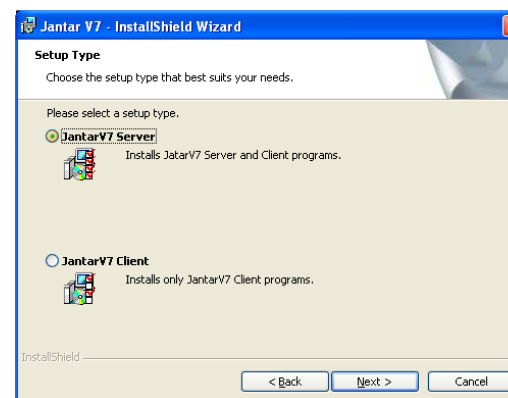 Jantar V7 - InstallShield Wizard
Setup Type
Choose the setup type that best suits your needs.
Please select a setup type.
JantarV7 Server
Installs JatarV7 Server and Client programs.
JantarV7 Client
Installs only JantarV7 Client programs.
InstallShield
< Back Next > Cancel